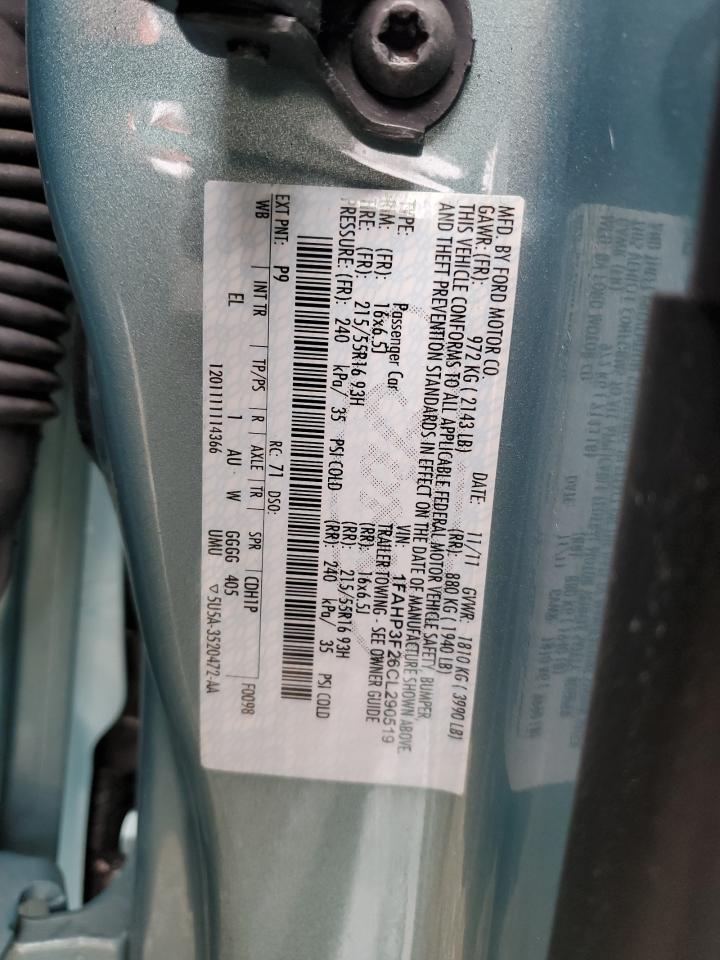 MFD. BY FORD MOTOR CO.
DATE: 11/11 GVWR: 1810 KG ( 3990 LB)
GAWR: (FR): 972 KG ( 2143 LB) (RR): 880 KG ( 1940 LB)
THIS VEHICLE CONFORMS TO ALL APPLICABLE FEDERAL MOTOR VEHICLE SAFETY, BUMPER,
AND THEFT PREVENTION STANDARDS IN EFFECT ON THE DATE OF MANUFACTURE SHOWN ABOVE.
VIN: 1FAHP3F26CL290519
TYPE: Passenger Car TRAILER TOWING - SEE OWNER GUIDE
RIM: (FR): 16x6.5J (RR): 16x6.5J
TIRE: (FR): 215/55R16 93H (RR): 215/55R16 93H
PRESSURE: (FR): 240 kPa/ 35 PSI COLD (RR): 240 kPa/ 35 PSI COLD
EXT PNT: P9 RC: 71 DSO: F0098
WB INT TR TP/PS R AXLE TR SPR CDH1P
EL 1 AU W GGGG 405
1201111114366 UMU ▽5U5A-3520472-AA